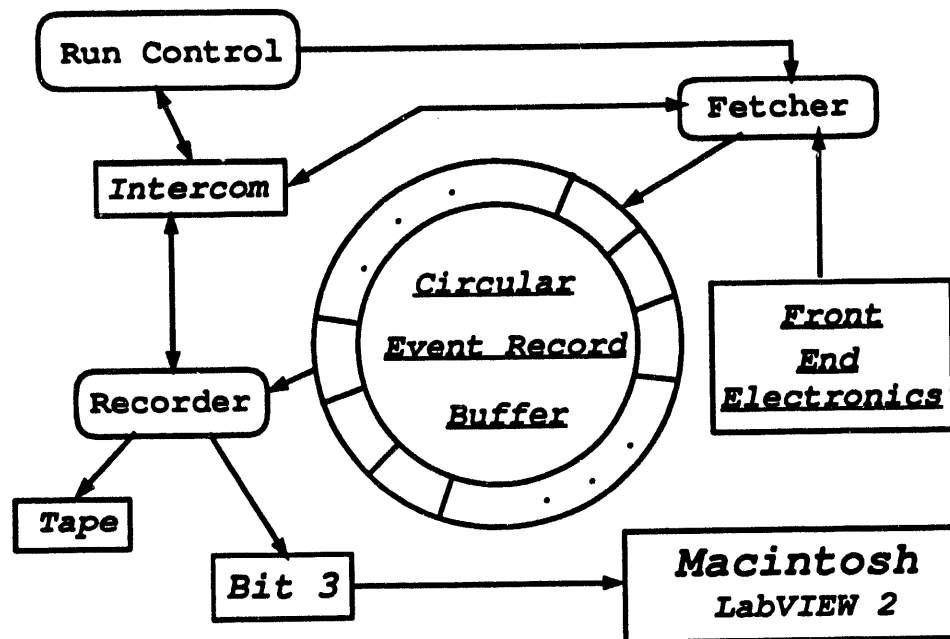 Run Control
Fetcher
Intercom
Circular
Event Record
Buffer
Front
End
Electronics
Recorder
Tape
Bit 3
Macintosh
LabVIEW 2